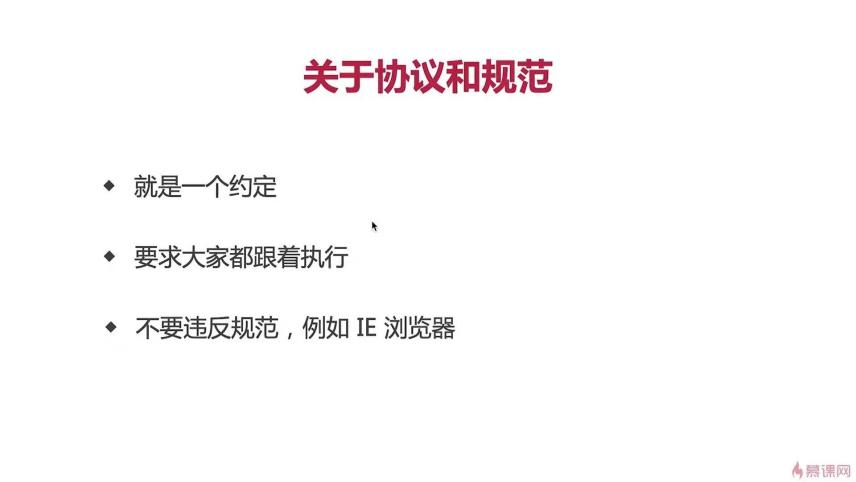 关于协议和规范
就是一个约定
要求大家都跟着执行
不要违反规范，例如 IE 浏览器
慕课网